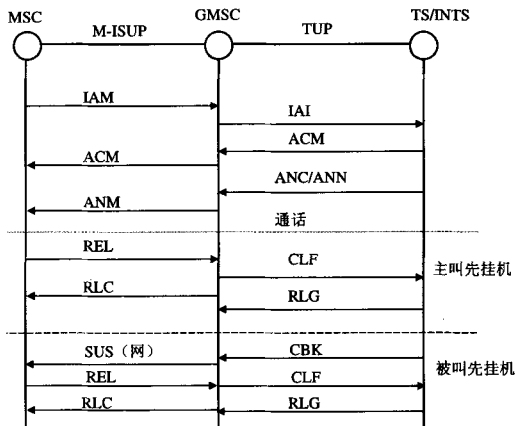 MSC GMSC TS/INTS
M-ISUP TUP
IAM
IAI
ACM
ACM
ANC/ANN
ANM
通话
REL
CLF
主叫先挂机
RLC
RLG
SUS（网） CBK
被叫先挂机
REL CLF
RLC RLG